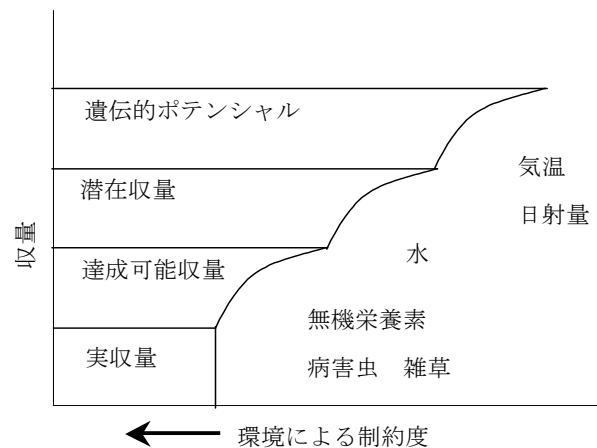 遺伝的ポテンシャル
気温
潜在収量
日射量
収量
水
達成可能収量
無機栄養素
実収量
病害虫　雑草
環境による制約度